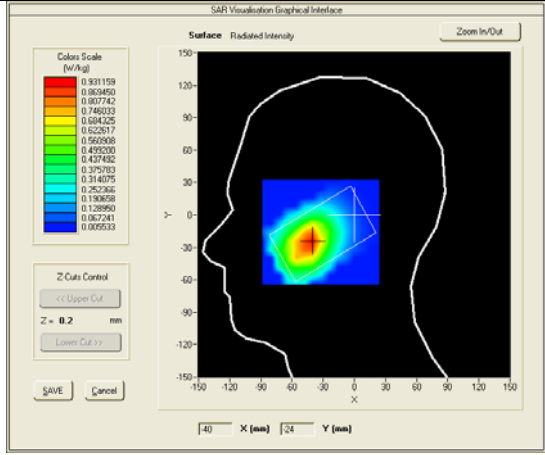 SAR Visualisation Graphical Interface
Surface Radiated Intensity
Zoom In/Out
Colors Scale
(W/kg)
0.931159
0.869450
0.807742
0.746033
0.684325
0.622617
0.560908
0.499200
0.437492
0.375783
0.314075
0.252366
0.190658
0.128950
0.067241
0.005533
Z Cuts Control
<< Upper Cut
Z = 0.2 mm
Lower Cut >>
SAVE Cancel
150-
120-
90-
60-
30-
0-
-30-
-60-
-90-
-120-
-150-
Y
-150 -120 -90 -60 -30 0 30 60 90 120 150
X
-40 X (mm) -24 Y (mm)